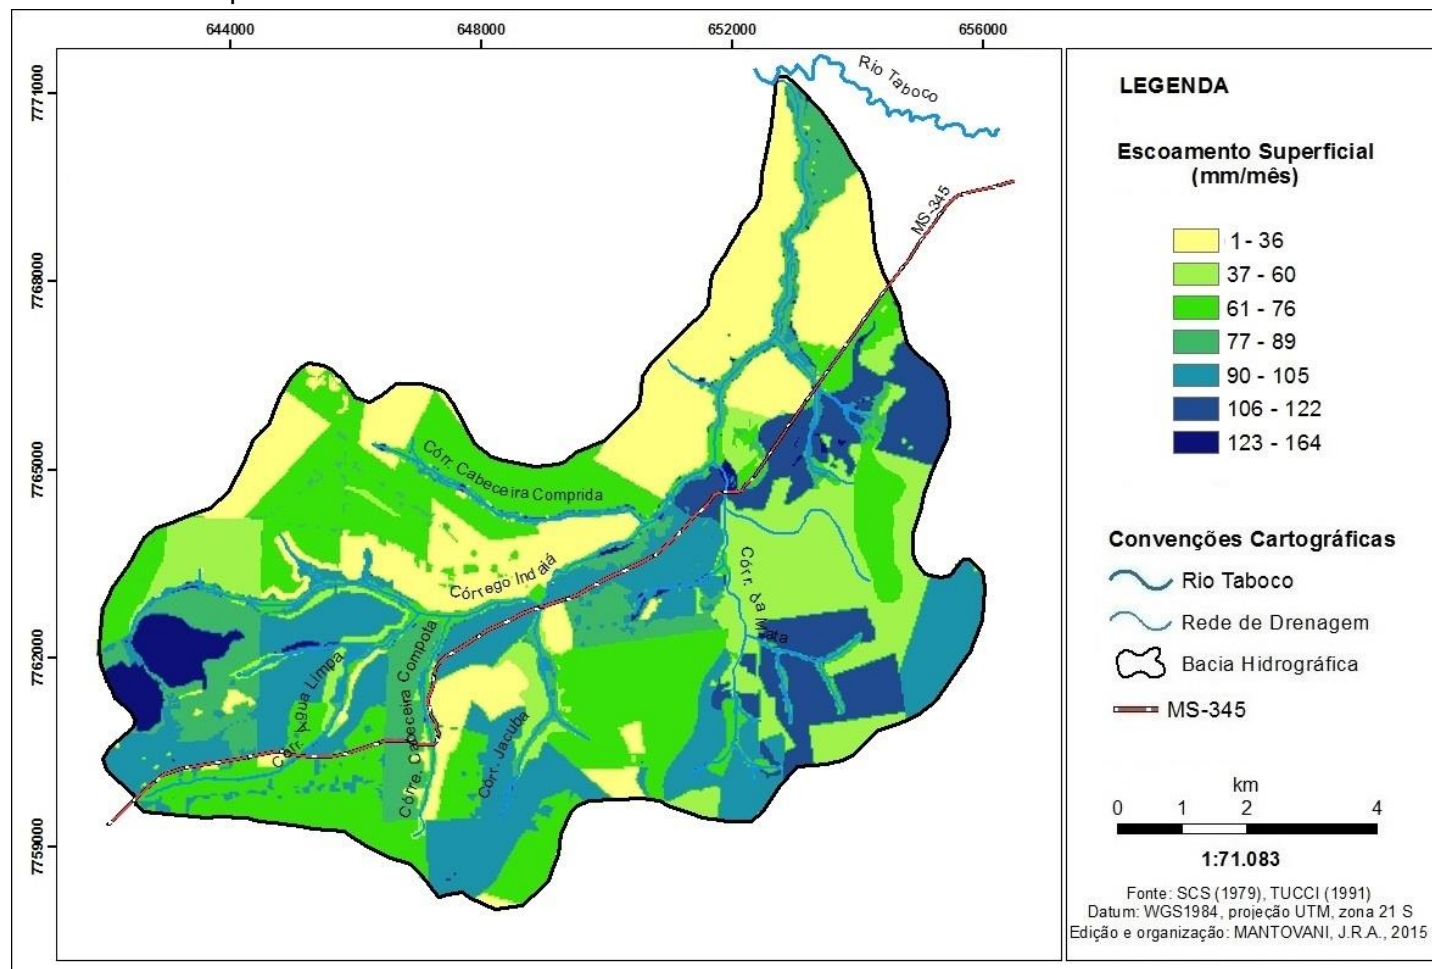 644000
648000
652000
656000
7771000
7768000
7765000
7762000
7759000
Rio Taboco
MS-345
Córr. Cabeceira Comprida
Córrego Indaiá
Córr. da Mata
Córr. Água Limpa
Córre. Cabeceira Compota
Córr. Jacuba
LEGENDA
Escoamento Superficial
(mm/mês)
1 - 36
37 - 60
61 - 76
77 - 89
90 - 105
106 - 122
123 - 164
Convenções Cartográficas
Rio Taboco
Rede de Drenagem
Bacia Hidrográfica
MS-345
km
0 1 2 4
1:71.083
Fonte: SCS (1979), TUCCI (1991)
Datum: WGS1984, projeção UTM, zona 21 S
Edição e organização: MANTOVANI, J.R.A., 2015